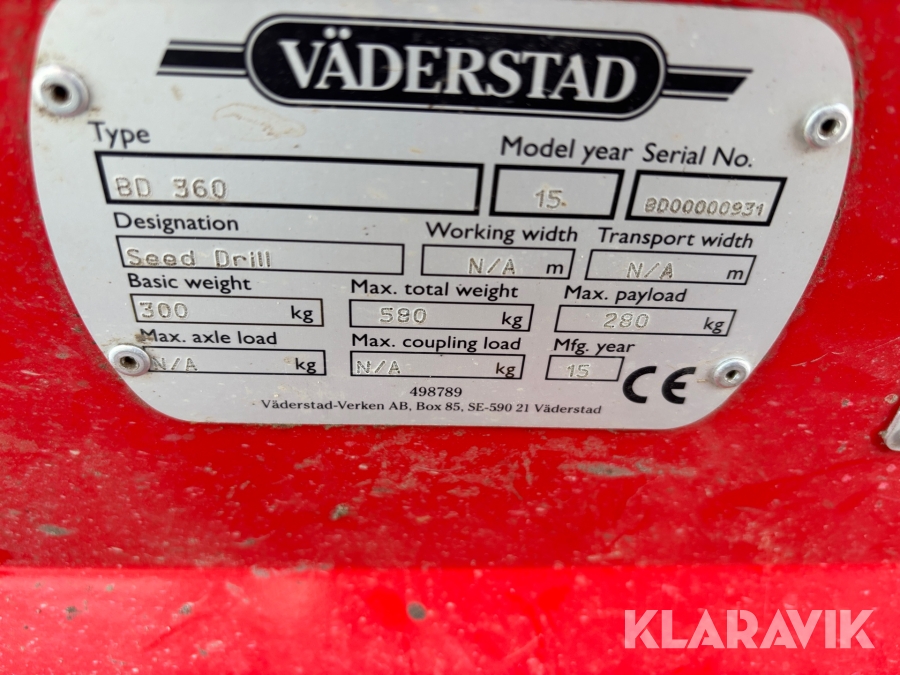 VÄDERSTAD
Type
Model year Serial No.
BD 360
15
BD00000931
Designation
Working width
Transport width
Seed Drill
N/A m
N/A m
Basic weight
Max. total weight
Max. payload
300 kg
580 kg
280 kg
Max. axle load
Max. coupling load
Mfg. year
N/A kg
N/A kg
15
CE
498789
Väderstad-Verken AB, Box 85, SE-590 21 Väderstad
KLARAVIK